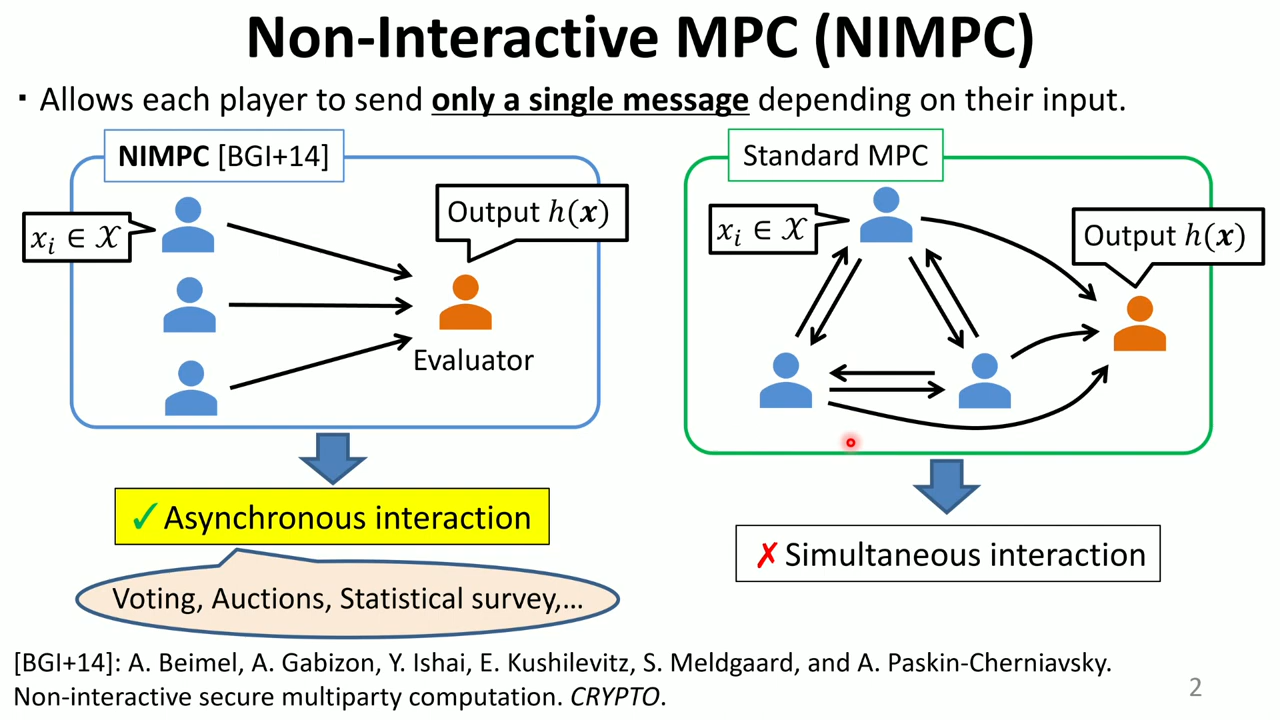 Non-Interactive MPC (NIMPC)
・Allows each player to send only a single message depending on their input.
NIMPC [BGI+14]
𝑥ᵢ ∈ 𝒳
Output ℎ(𝒙)
Evaluator
✓Asynchronous interaction
Voting, Auctions, Statistical survey,…
Standard MPC
𝑥ᵢ ∈ 𝒳
Output ℎ(𝒙)
✗Simultaneous interaction
[BGI+14]: A. Beimel, A. Gabizon, Y. Ishai, E. Kushilevitz, S. Meldgaard, and A. Paskin-Cherniavsky.
Non-interactive secure multiparty computation. CRYPTO.
2